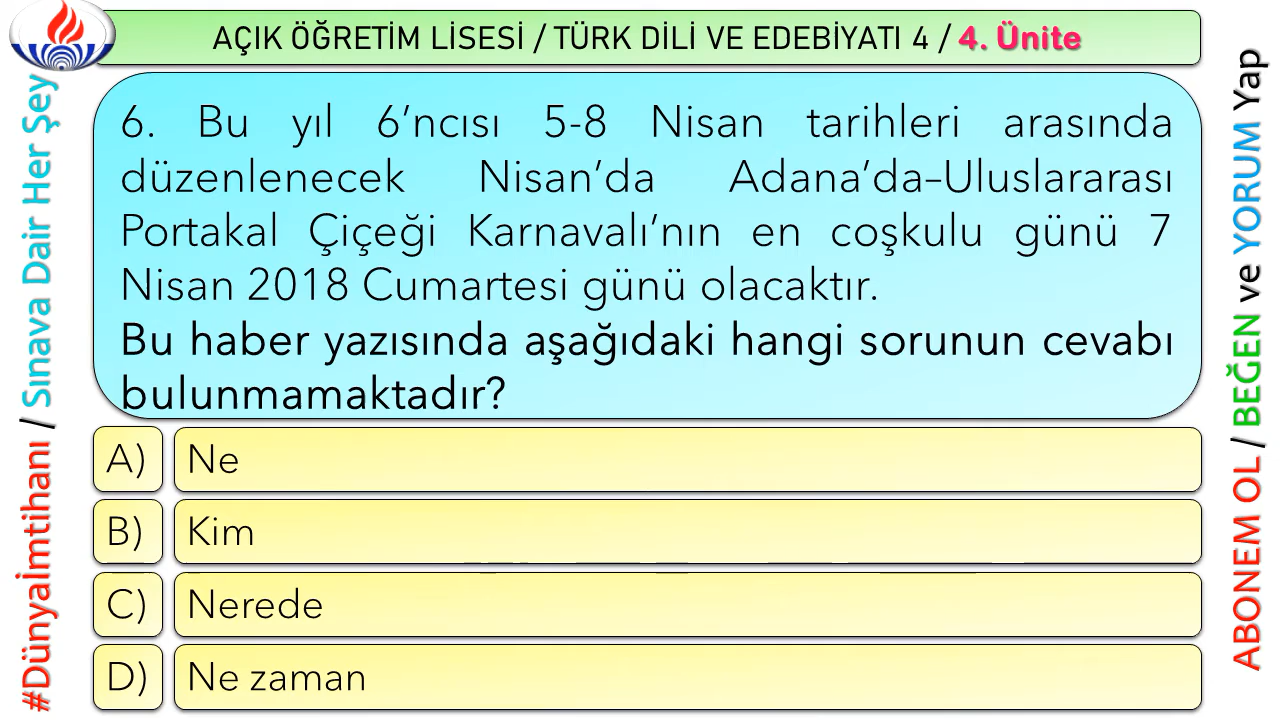 AÇIK ÖĞRETİM LİSESİ / TÜRK DİLİ VE EDEBİYATI 4 / 4. Ünite
#Dünyaİmtihanı / Sınava Dair Her Şey
6. Bu yıl 6’ncısı 5-8 Nisan tarihleri arasında
düzenlenecek Nisan’da Adana’da–Uluslararası
Portakal Çiçeği Karnavalı’nın en coşkulu günü 7
Nisan 2018 Cumartesi günü olacaktır.
Bu haber yazısında aşağıdaki hangi sorunun cevabı
bulunmamaktadır?
A) Ne
B) Kim
C) Nerede
D) Ne zaman
ABONEM OL / BEĞEN ve YORUM Yap